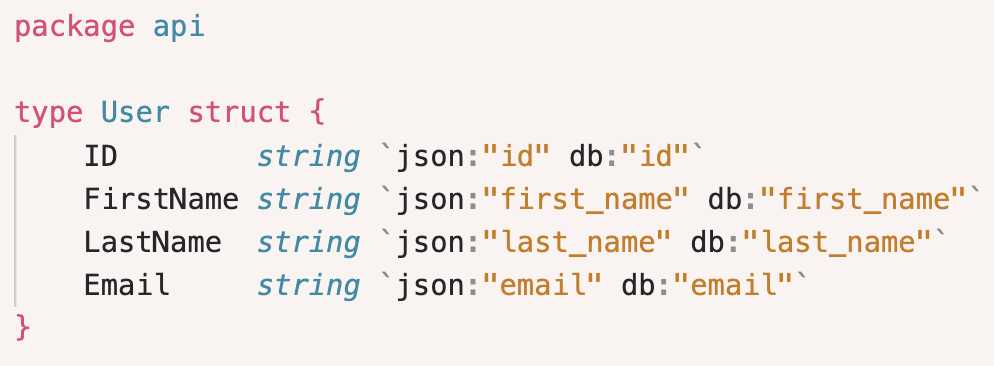 package api

type User struct {
    ID        string `json:"id" db:"id"`
    FirstName string `json:"first_name" db:"first_name"`
    LastName  string `json:"last_name" db:"last_name"`
    Email     string `json:"email" db:"email"`
}